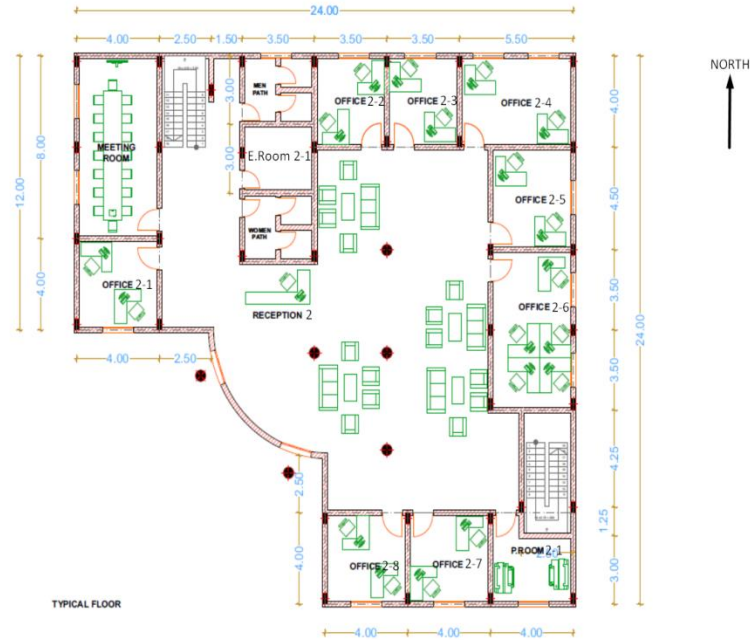 24.00
4.00 2.50 1.50 3.50 3.50 3.50 5.50
NORTH
MEN
PATH
3.00
OFFICE 2-2
OFFICE 2-3
OFFICE 2-4
4.00
MEETING
ROOM
8.00
12.00
E.Room 2-1
3.00
OFFICE 2-5
4.50
WOMEN
PATH
OFFICE 2-1
4.00
RECEPTION 2
OFFICE 2-6
3.50
24.00
4.00 2.50
3.50
4.25
2.50
1.25
P.ROOM 2-1
OFFICE 2-8
OFFICE 2-7
4.00
3.00
TYPICAL FLOOR
4.00 4.00 4.00